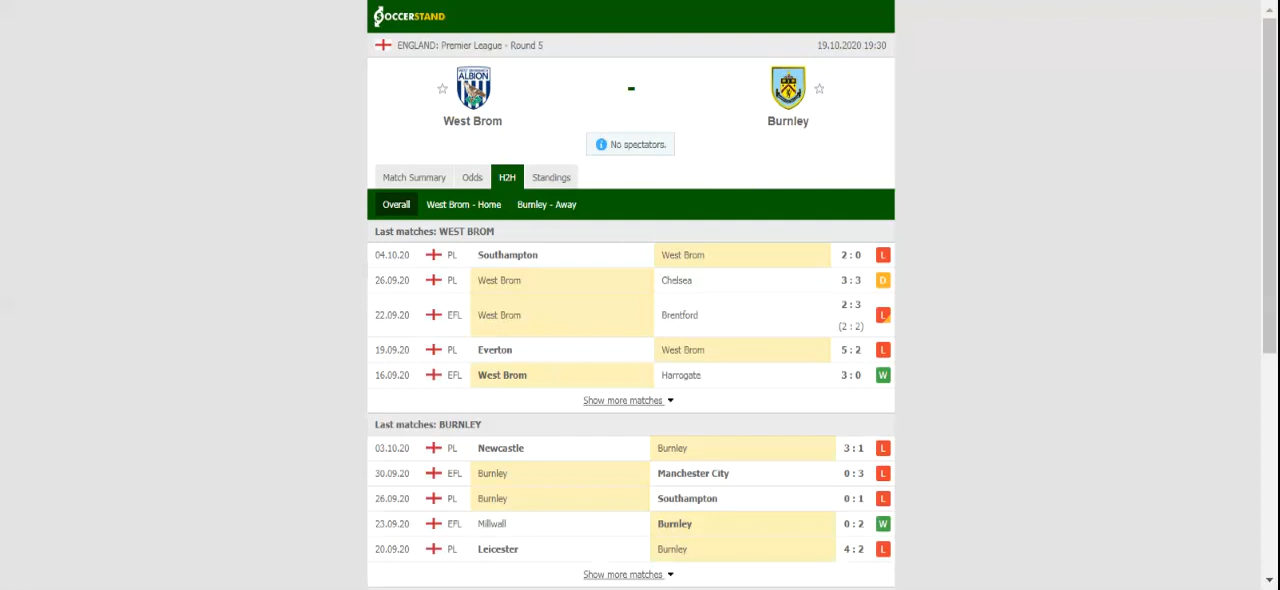 SOCCERSTAND
ENGLAND: Premier League - Round 5 19.10.2020 19:30
ALBION
West Brom - Burnley
No spectators.
Match Summary Odds H2H Standings
Overall West Brom - Home Burnley - Away
Last matches: WEST BROM
04.10.20 PL Southampton West Brom 2 : 0 L
26.09.20 PL West Brom Chelsea 3 : 3 D
22.09.20 EFL West Brom Brentford 2 : 3 (2 : 2) L
19.09.20 PL Everton West Brom 5 : 2 L
16.09.20 EFL West Brom Harrogate 3 : 0 W
Show more matches
Last matches: BURNLEY
03.10.20 PL Newcastle Burnley 3 : 1 L
30.09.20 EFL Burnley Manchester City 0 : 3 L
26.09.20 PL Burnley Southampton 0 : 1 L
23.09.20 EFL Millwall Burnley 0 : 2 W
20.09.20 PL Leicester Burnley 4 : 2 L
Show more matches